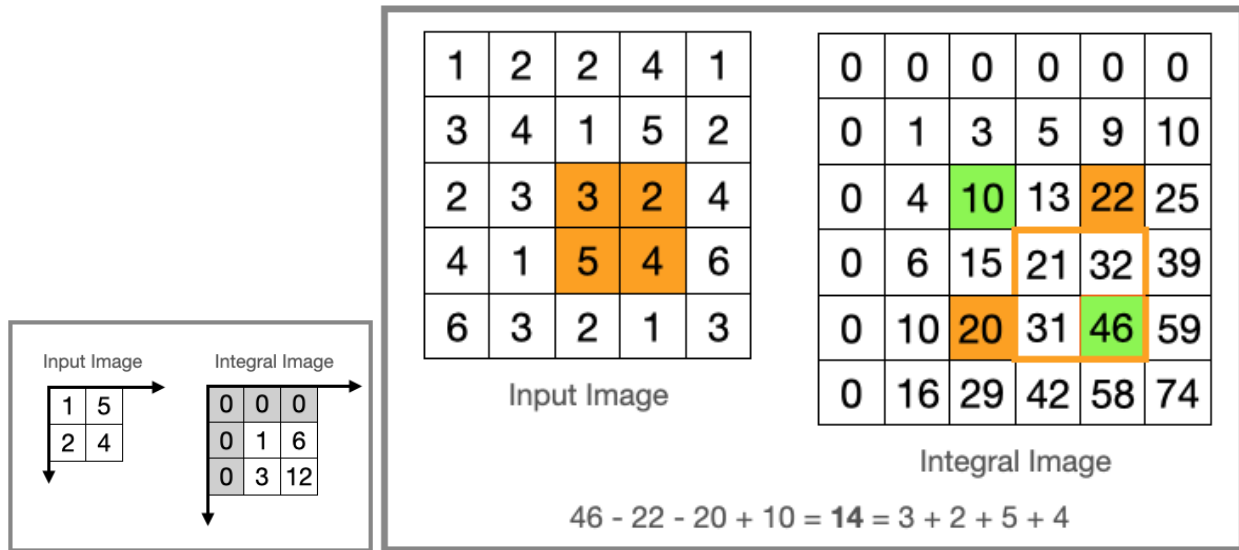 Input Image Integral Image
1 5
2 4
0 0 0
0 1 6
0 3 12
1 2 2 4 1
3 4 1 5 2
2 3 3 2 4
4 1 5 4 6
6 3 2 1 3
Input Image
0 0 0 0 0 0
0 1 3 5 9 10
0 4 10 13 22 25
0 6 15 21 32 39
0 10 20 31 46 59
0 16 29 42 58 74
Integral Image
46 - 22 - 20 + 10 = 14 = 3 + 2 + 5 + 4